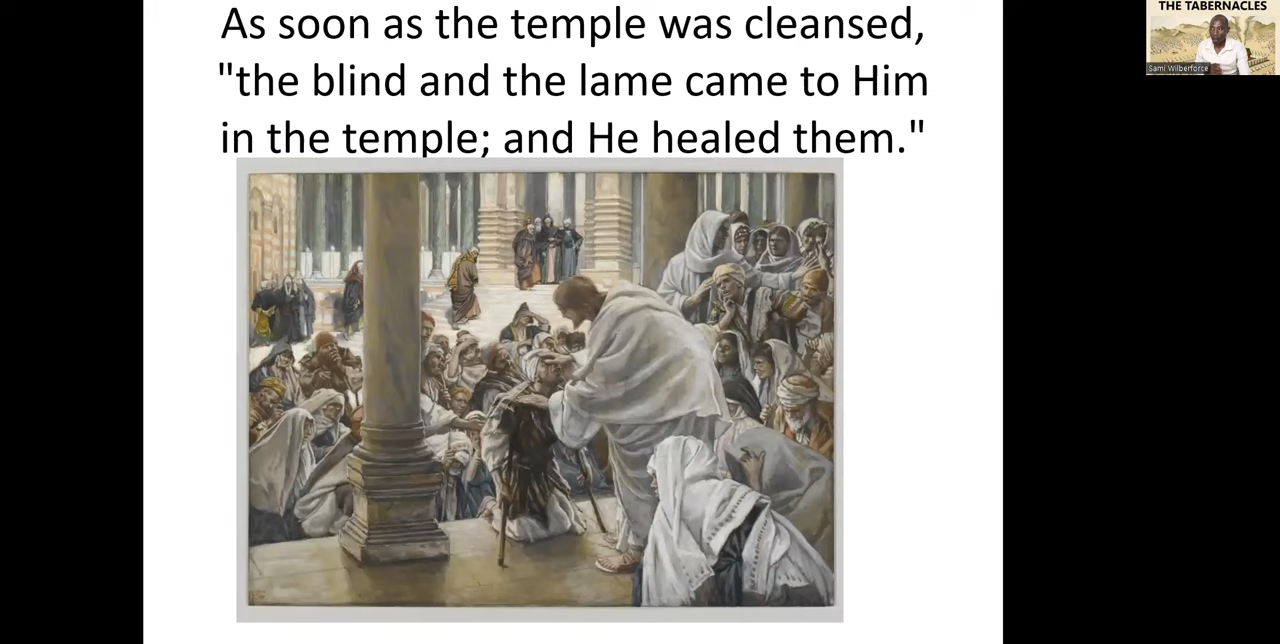 As soon as the temple was cleansed,
"the blind and the lame came to Him
in the temple; and He healed them."
THE TABERNACLES
Sami Wilberforce